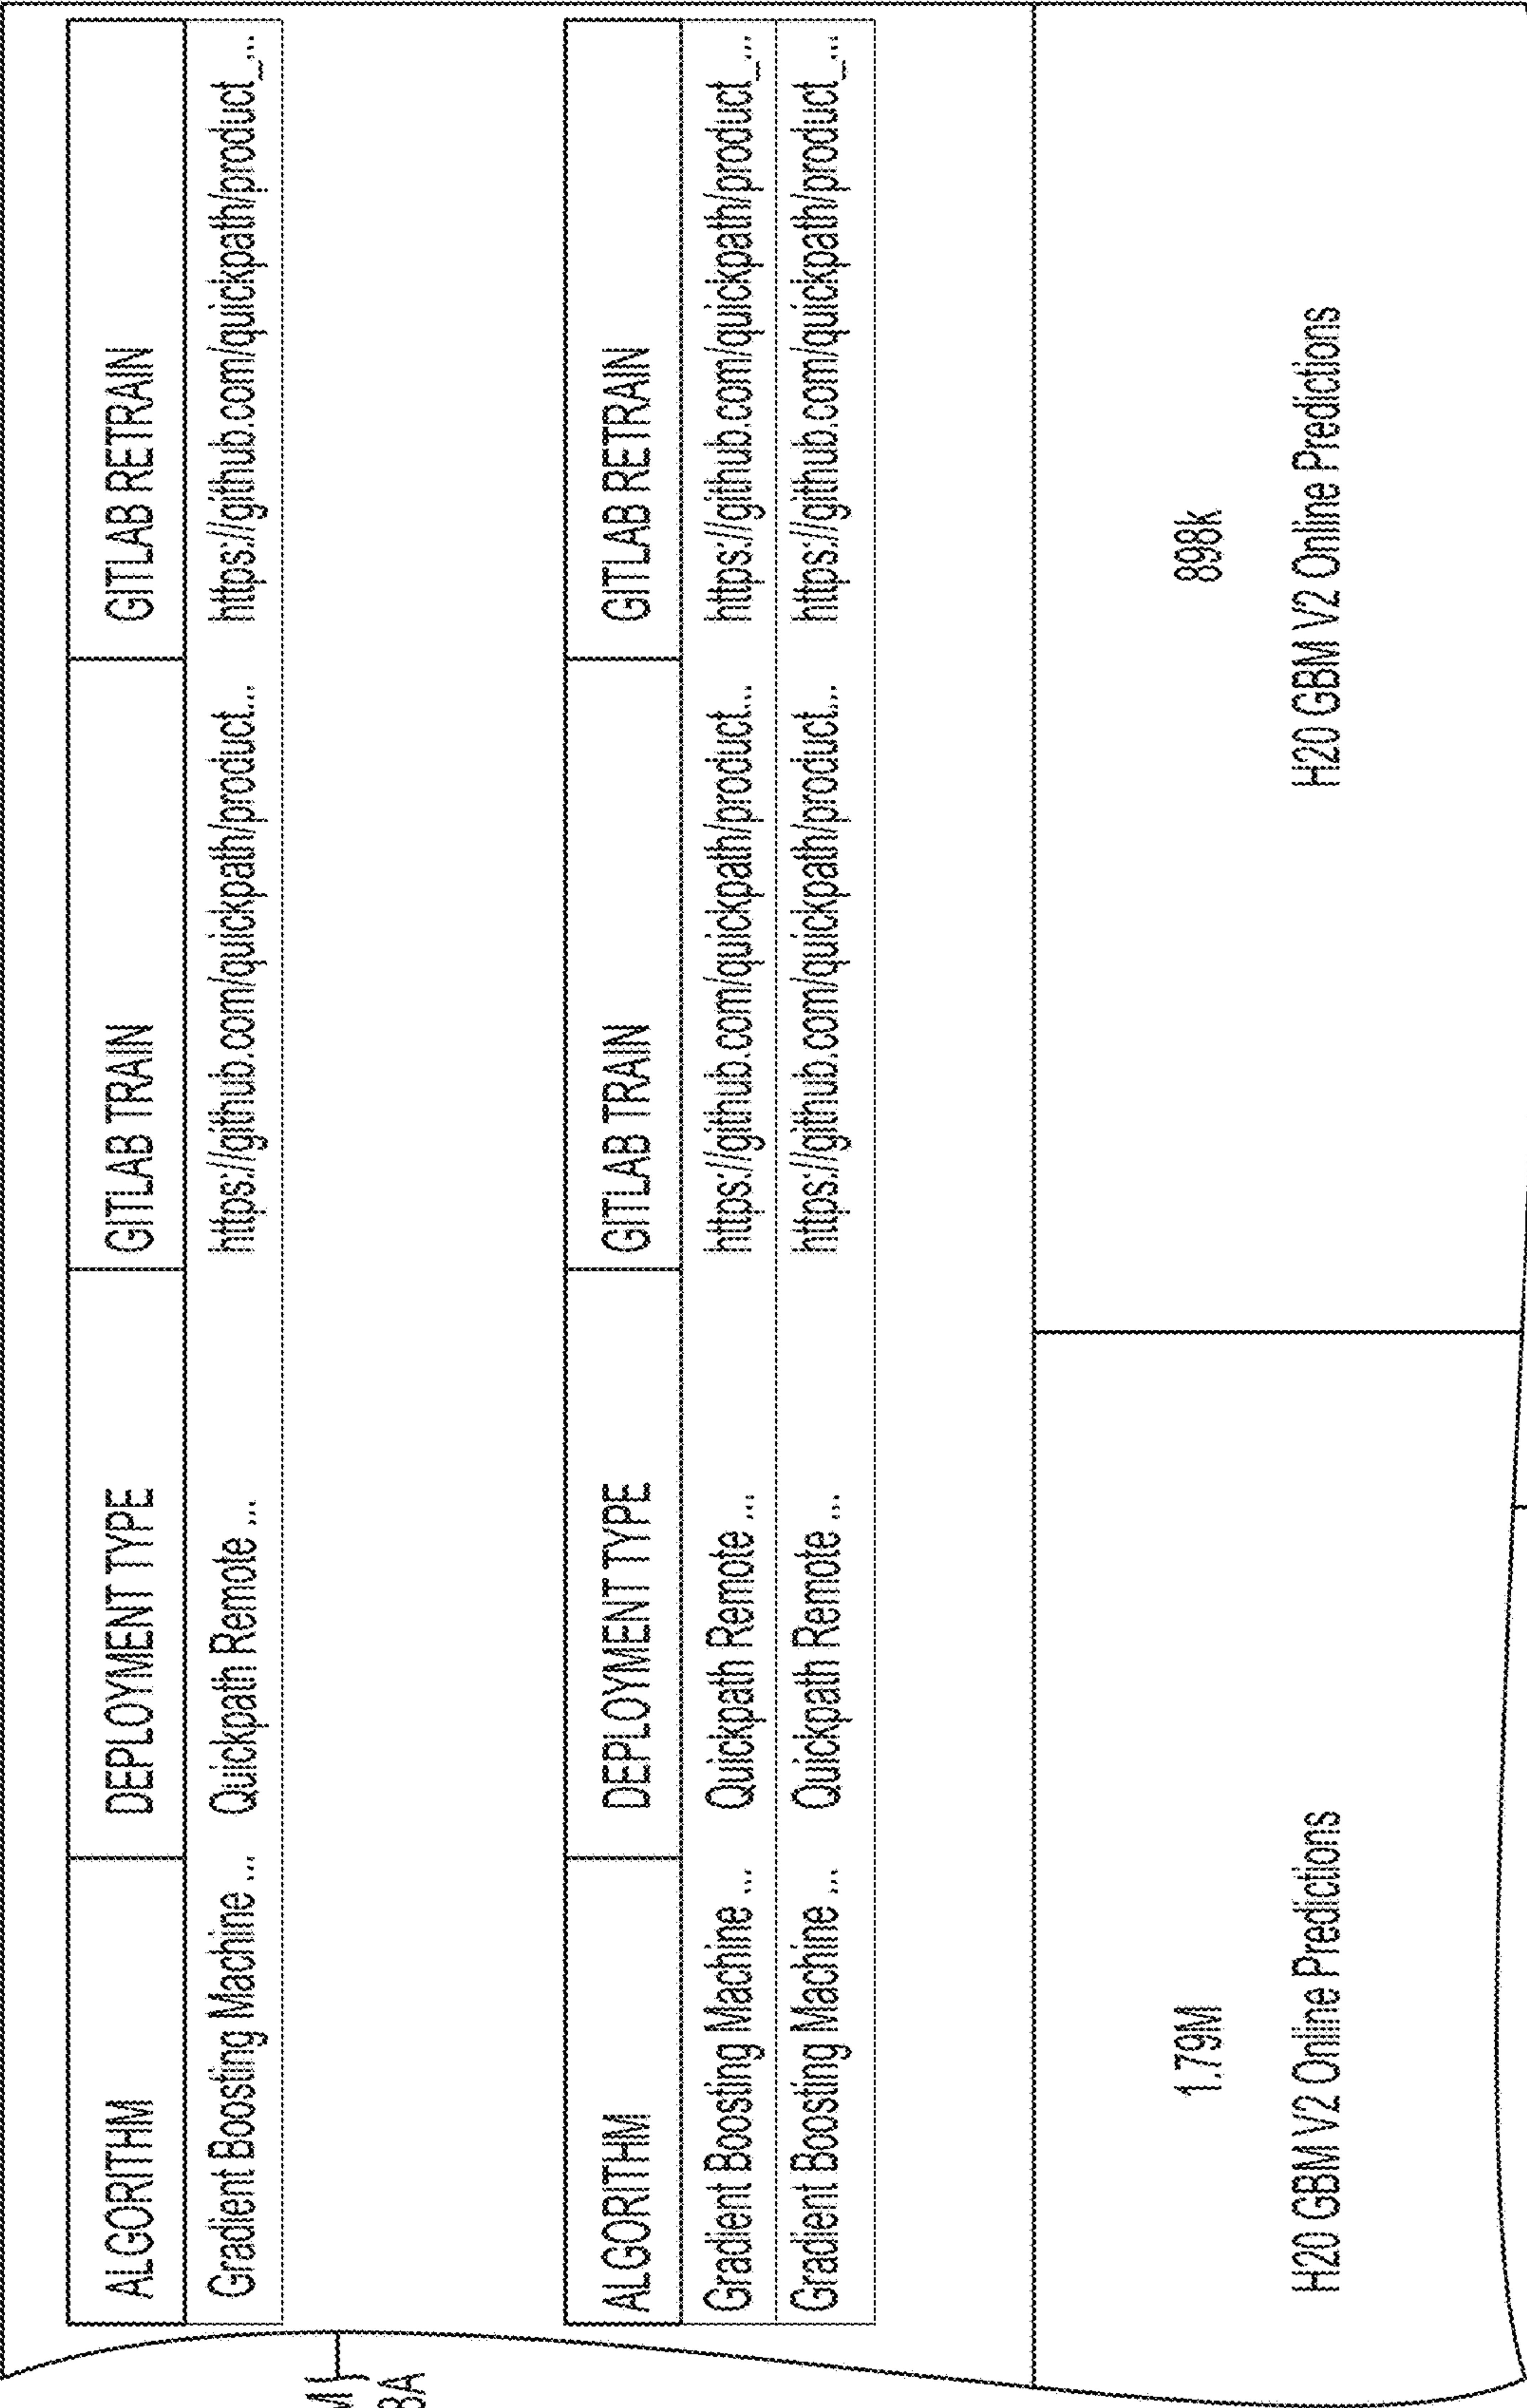 ALGORITHM DEPLOYMENT TYPE GITLAB TRAIN GITLAB RETRAIN
Gradient Boosting Machine ... Quickpath Remote ... https://github.com/quickpath/product... https://github.com/quickpath/product_...
ALGORITHM DEPLOYMENT TYPE GITLAB TRAIN GITLAB RETRAIN
Gradient Boosting Machine ... Quickpath Remote ... https://github.com/quickpath/product... https://github.com/quickpath/product_...
Gradient Boosting Machine ... Quickpath Remote ... https://github.com/quickpath/product... https://github.com/quickpath/product_...
1.79M 898k
H20 GBM V2 Online Predictions H20 GBM V2 Online Predictions